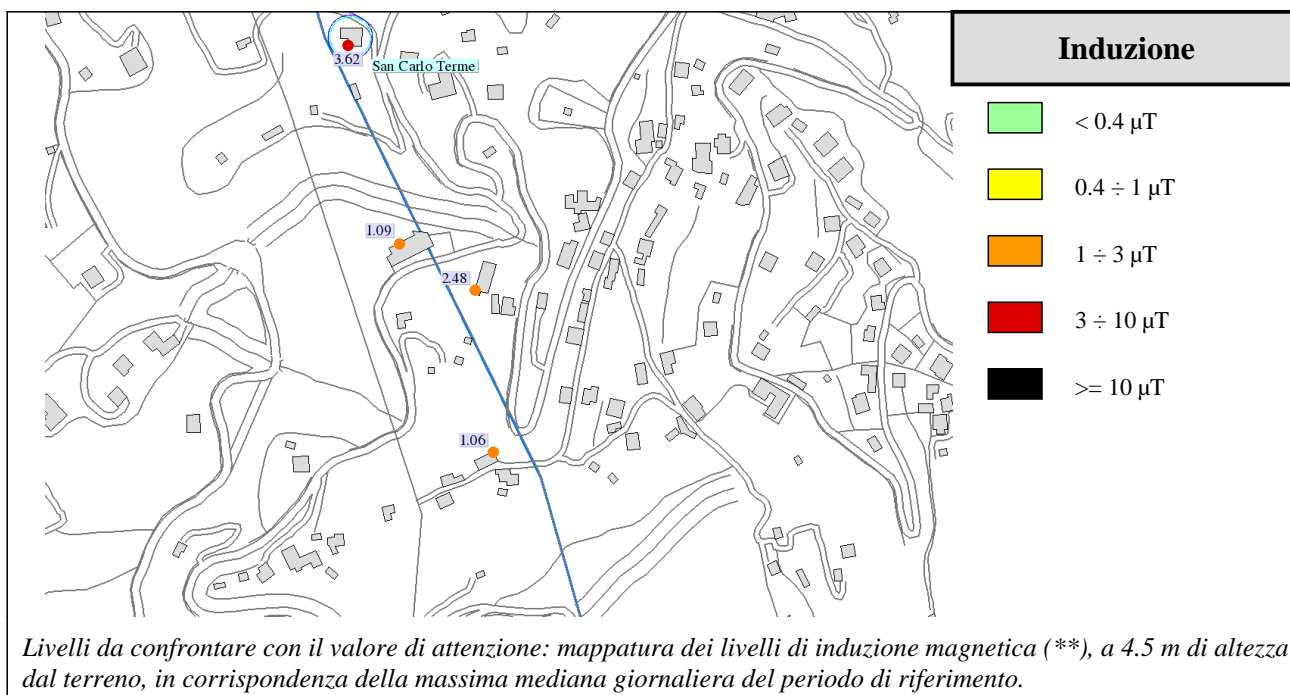 3.62
San Carlo Terme
1.09
2.48
1.06
Induzione
< 0.4 µT
0.4 ÷ 1 µT
1 ÷ 3 µT
3 ÷ 10 µT
>= 10 µT
Livelli da confrontare con il valore di attenzione: mappatura dei livelli di induzione magnetica (**), a 4.5 m di altezza
dal terreno, in corrispondenza della massima mediana giornaliera del periodo di riferimento.